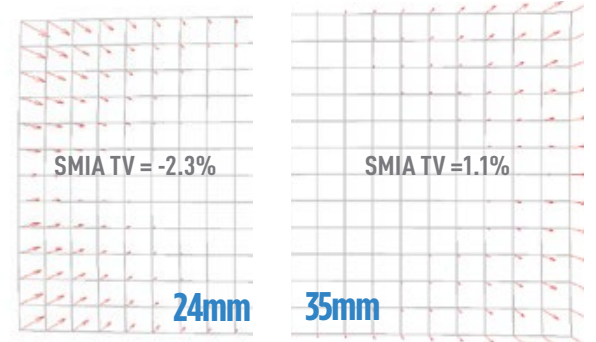 SMIA TV = -2.3%
SMIA TV =1.1%
24mm
35mm